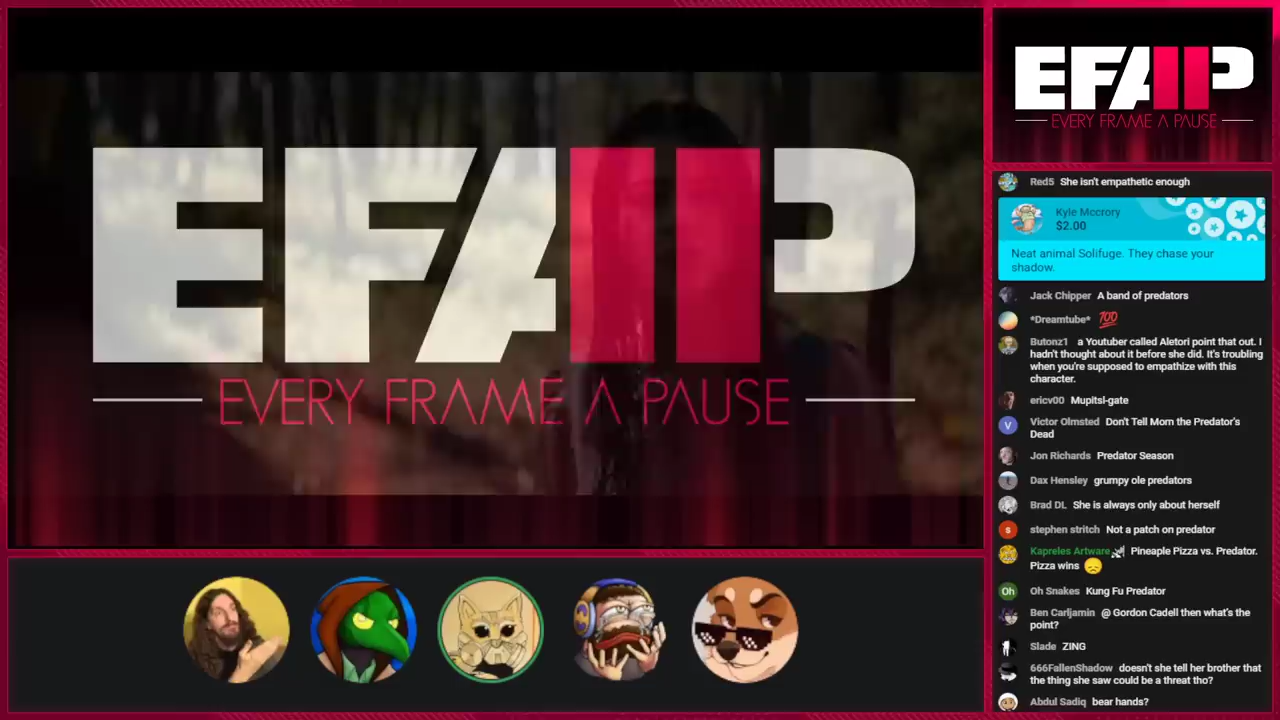 EFAP
EVERY FRAME A PAUSE
EFAP
EVERY FRAME A PAUSE
Red5 She isn't empathetic enough
Kyle Mccrory
$2.00
Neat animal Solifuge. They chase your
shadow.
Jack Chipper A band of predators
*Dreamtube* 💯
Butonz1 a Youtuber called Aletori point that out. I
hadn't thought about it before she did. It's troubling
when you're supposed to empathize with this
character.
ericv00 Mupitsi-gate
V
Victor Olmsted Don't Tell Mom the Predator's
Dead
Jon Richards Predator Season
Dax Hensley grumpy ole predators
Brad DL She is always only about herself
s
stephen stritch Not a patch on predator
Kapreles Artware Pineaple Pizza vs. Predator.
Pizza wins 😞
Oh
Oh Snakes Kung Fu Predator
Ben Carljamin @ Gordon Cadell then what's the
point?
Slade ZING
666FallenShadow doesn't she tell her brother that
the thing she saw could be a threat tho?
Abdul Sadiq bear hands?